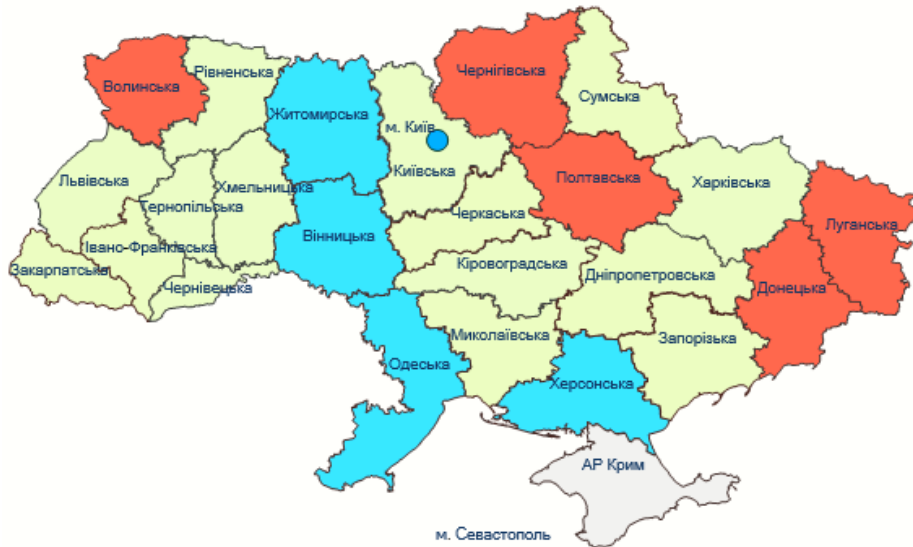 Волинська
Рівненська
Житомирська
Чернігівська
Сумська
м. Київ
Київська
Львівська
Тернопільська
Хмельницька
Полтавська
Харківська
Луганська
Черкаська
Вінницька
Івано-Франківська
Закарпатська
Чернівецька
Кіровоградська
Дніпропетровська
Донецька
Миколаївська
Запорізька
Одеська
Херсонська
АР Крим
м. Севастополь